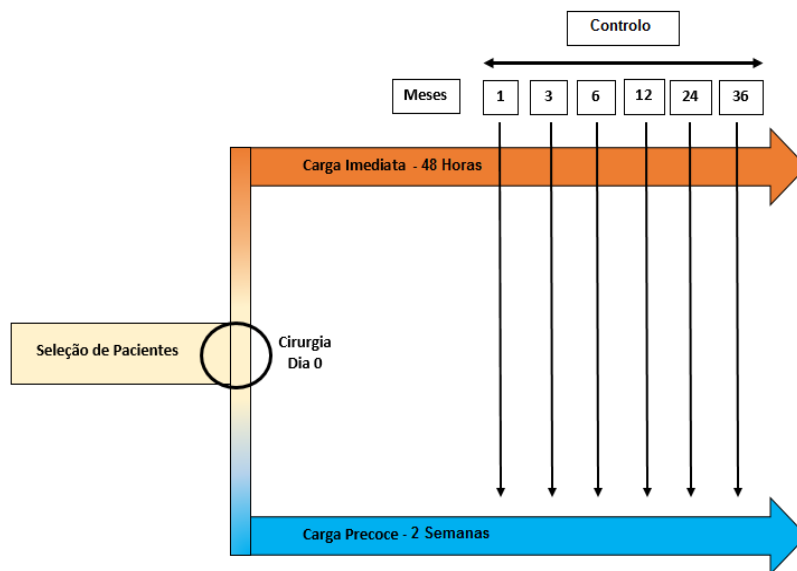 Controlo
Meses 1 3 6 12 24 36
Carga Imediata - 48 Horas
Seleção de Pacientes
Cirurgia
Dia 0
Carga Precoce - 2 Semanas